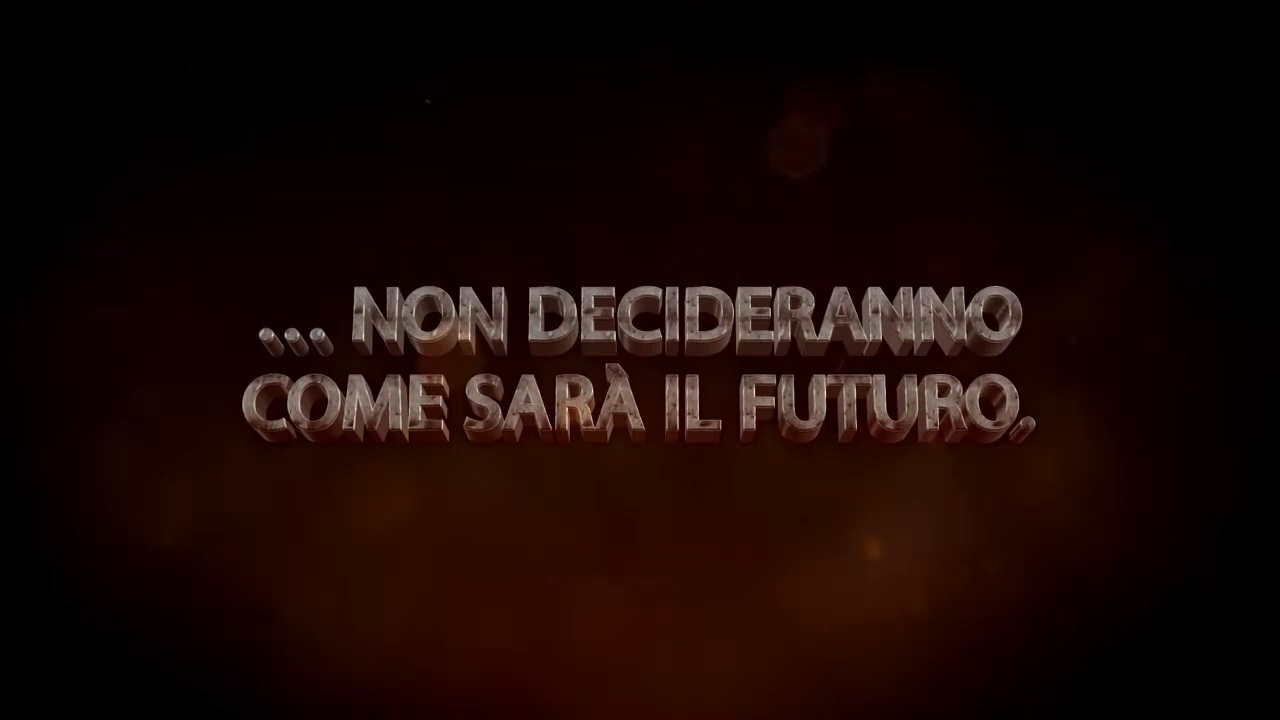 ... NON DECIDERANNO
COME SARÀ IL FUTURO,